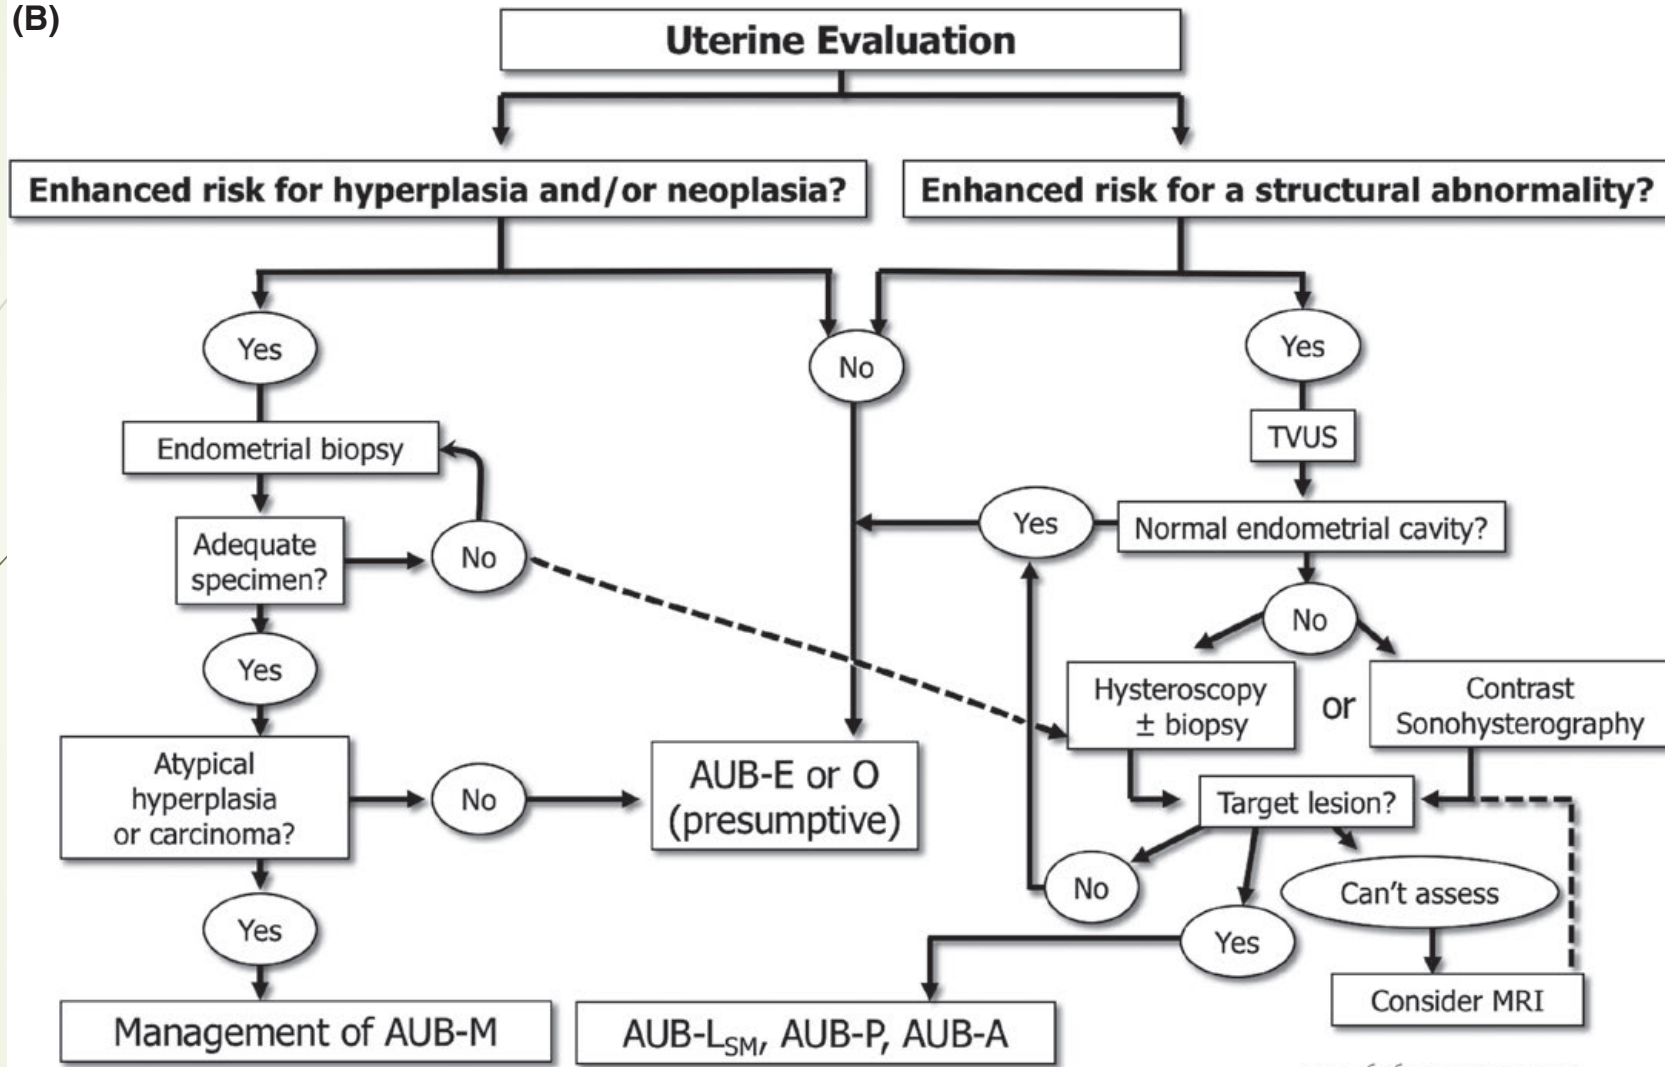 (B)
Uterine Evaluation
Enhanced risk for hyperplasia and/or neoplasia?
Enhanced risk for a structural abnormality?
Yes
No
Yes
Endometrial biopsy
TVUS
Adequate
specimen?
No
Yes
Normal endometrial cavity?
No
Yes
Hysteroscopy
± biopsy
or
Contrast
Sonohysterography
Atypical
hyperplasia
or carcinoma?
No
AUB-E or O
(presumptive)
Target lesion?
No
Can't assess
Yes
Yes
Consider MRI
Management of AUB-M
AUB-LSM, AUB-P, AUB-A